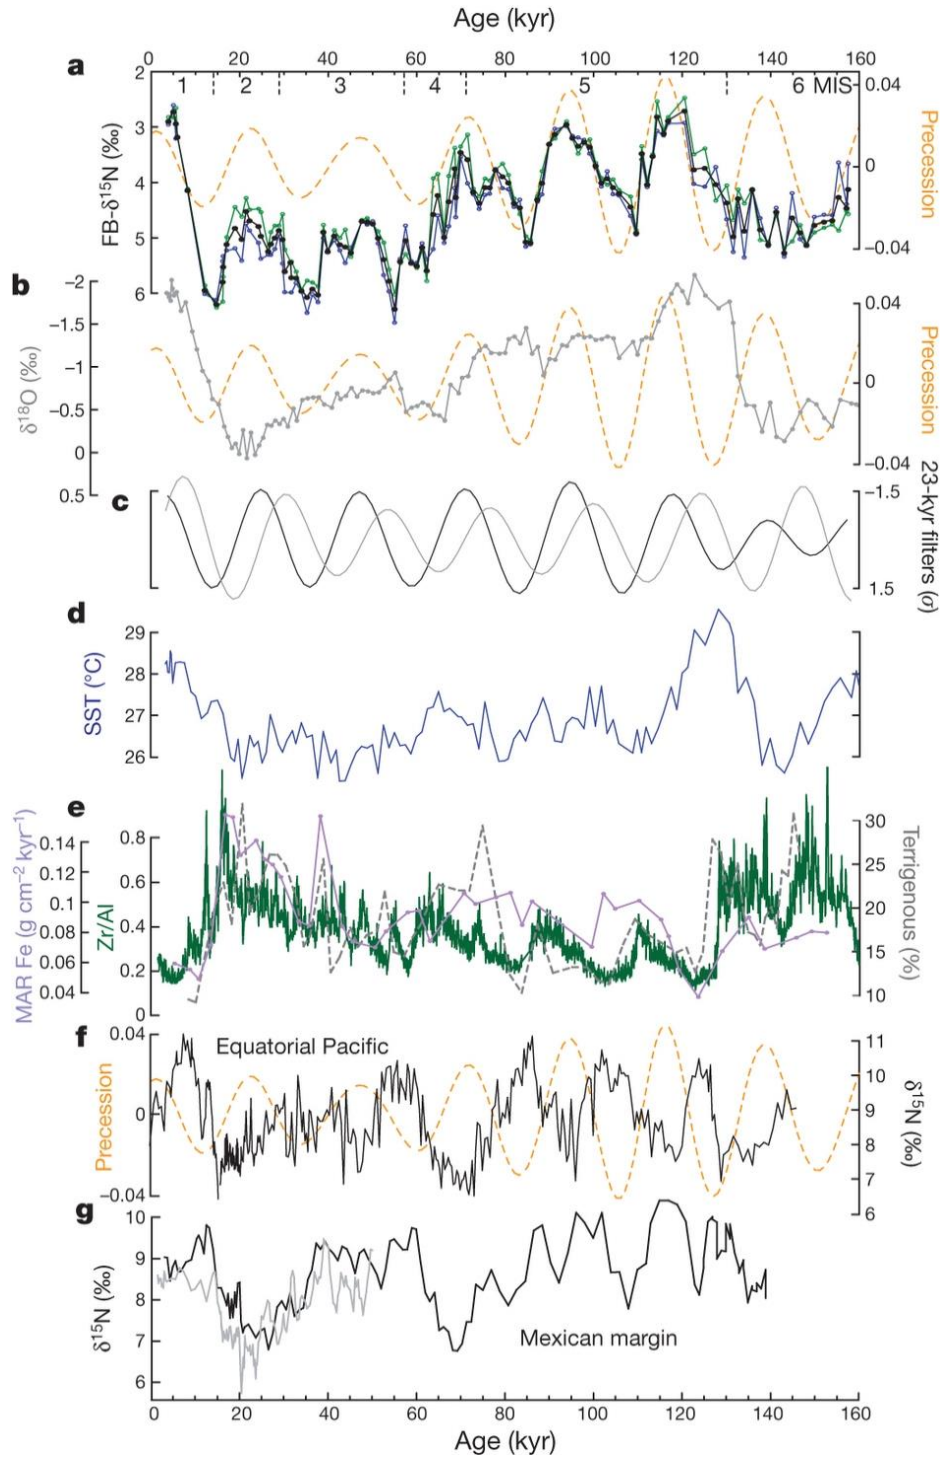 Age (kyr)
0 20 40 60 80 100 120 140 160
a
1 2 3 4 5 6 MIS
2
3
4
5
6
FB-δ¹⁵N (‰)
0.04
0
−0.04
Precession
b
−2
−1.5
−1
−0.5
0
0.5
δ¹⁸O (‰)
0.04
0
−0.04
Precession
c
−1.5
1.5
23-kyr filters (σ)
d
29
28
27
26
SST (°C)
e
0.14
0.12
0.1
0.08
0.06
0.04
MAR Fe (g cm⁻² kyr⁻¹)
0.8
0.6
0.4
0.2
0
Zr/Al
30
25
20
15
10
Terrigenous (%)
f
Equatorial Pacific
0.04
0
−0.04
Precession
11
10
9
8
7
6
δ¹⁵N (‰)
g
10
9
8
7
6
δ¹⁵N (‰)
Mexican margin
0 20 40 60 80 100 120 140 160
Age (kyr)